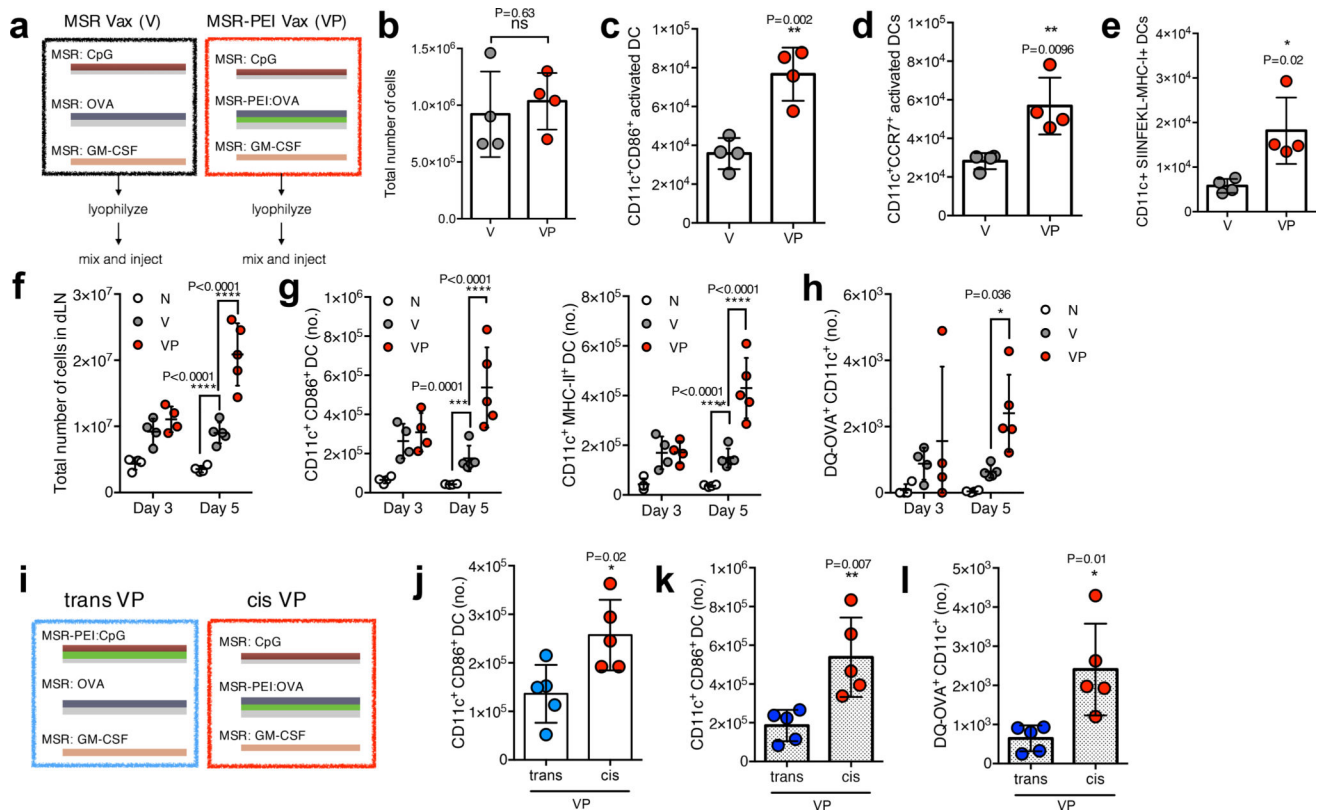 a
MSR Vax (V)
MSR: CpG
MSR: OVA
MSR: GM-CSF
lyophilyze
mix and inject
MSR-PEI Vax (VP)
MSR: CpG
MSR-PEI:OVA
MSR: GM-CSF
lyophilyze
mix and inject
b
P=0.63
ns
Total number of cells
1.5×10⁶
1.0×10⁶
5.0×10⁵
0.0
V
VP
c
P=0.002
**
CD11c⁺CD86⁺ activated DC
1×10⁵
8×10⁴
6×10⁴
4×10⁴
2×10⁴
0
V
VP
d
**
P=0.0096
CD11c⁺CCR7⁺ activated DCs
1×10⁵
8×10⁴
6×10⁴
4×10⁴
2×10⁴
0
V
VP
e
*
P=0.02
CD11c+ SIINFEKL-MHC-I+ DCs
4×10⁴
3×10⁴
2×10⁴
1×10⁴
0
V
VP
f
P<0.0001
****
N
V
VP
P<0.0001
****
Total number of cells in dLN
3×10⁷
2×10⁷
1×10⁷
0
Day 3
Day 5
g
P<0.0001
****
N
V
VP
P=0.0001
***
CD11c⁺ CD86⁺ DC (no.)
1×10⁶
8×10⁵
6×10⁵
4×10⁵
2×10⁵
0
Day 3
Day 5
P<0.0001
****
N
V
VP
P<0.0001
****
CD11c⁺ MHC-II⁺ DC (no.)
8×10⁵
6×10⁵
4×10⁵
2×10⁵
0
Day 3
Day 5
h
P=0.036
*
N
V
VP
DQ-OVA⁺ CD11c⁺ (no.)
6×10³
4×10³
2×10³
0
Day 3
Day 5
i
trans VP
MSR-PEI:CpG
MSR: OVA
MSR: GM-CSF
cis VP
MSR: CpG
MSR-PEI:OVA
MSR: GM-CSF
j
P=0.02
*
CD11c⁺ CD86⁺ DC (no.)
4×10⁵
3×10⁵
2×10⁵
1×10⁵
0
trans
cis
VP
k
P=0.007
**
CD11c⁺ CD86⁺ DC (no.)
1×10⁶
8×10⁵
6×10⁵
4×10⁵
2×10⁵
0
trans
cis
VP
l
P=0.01
*
DQ-OVA⁺ CD11c⁺ (no.)
5×10³
4×10³
3×10³
2×10³
1×10³
0
trans
cis
VP